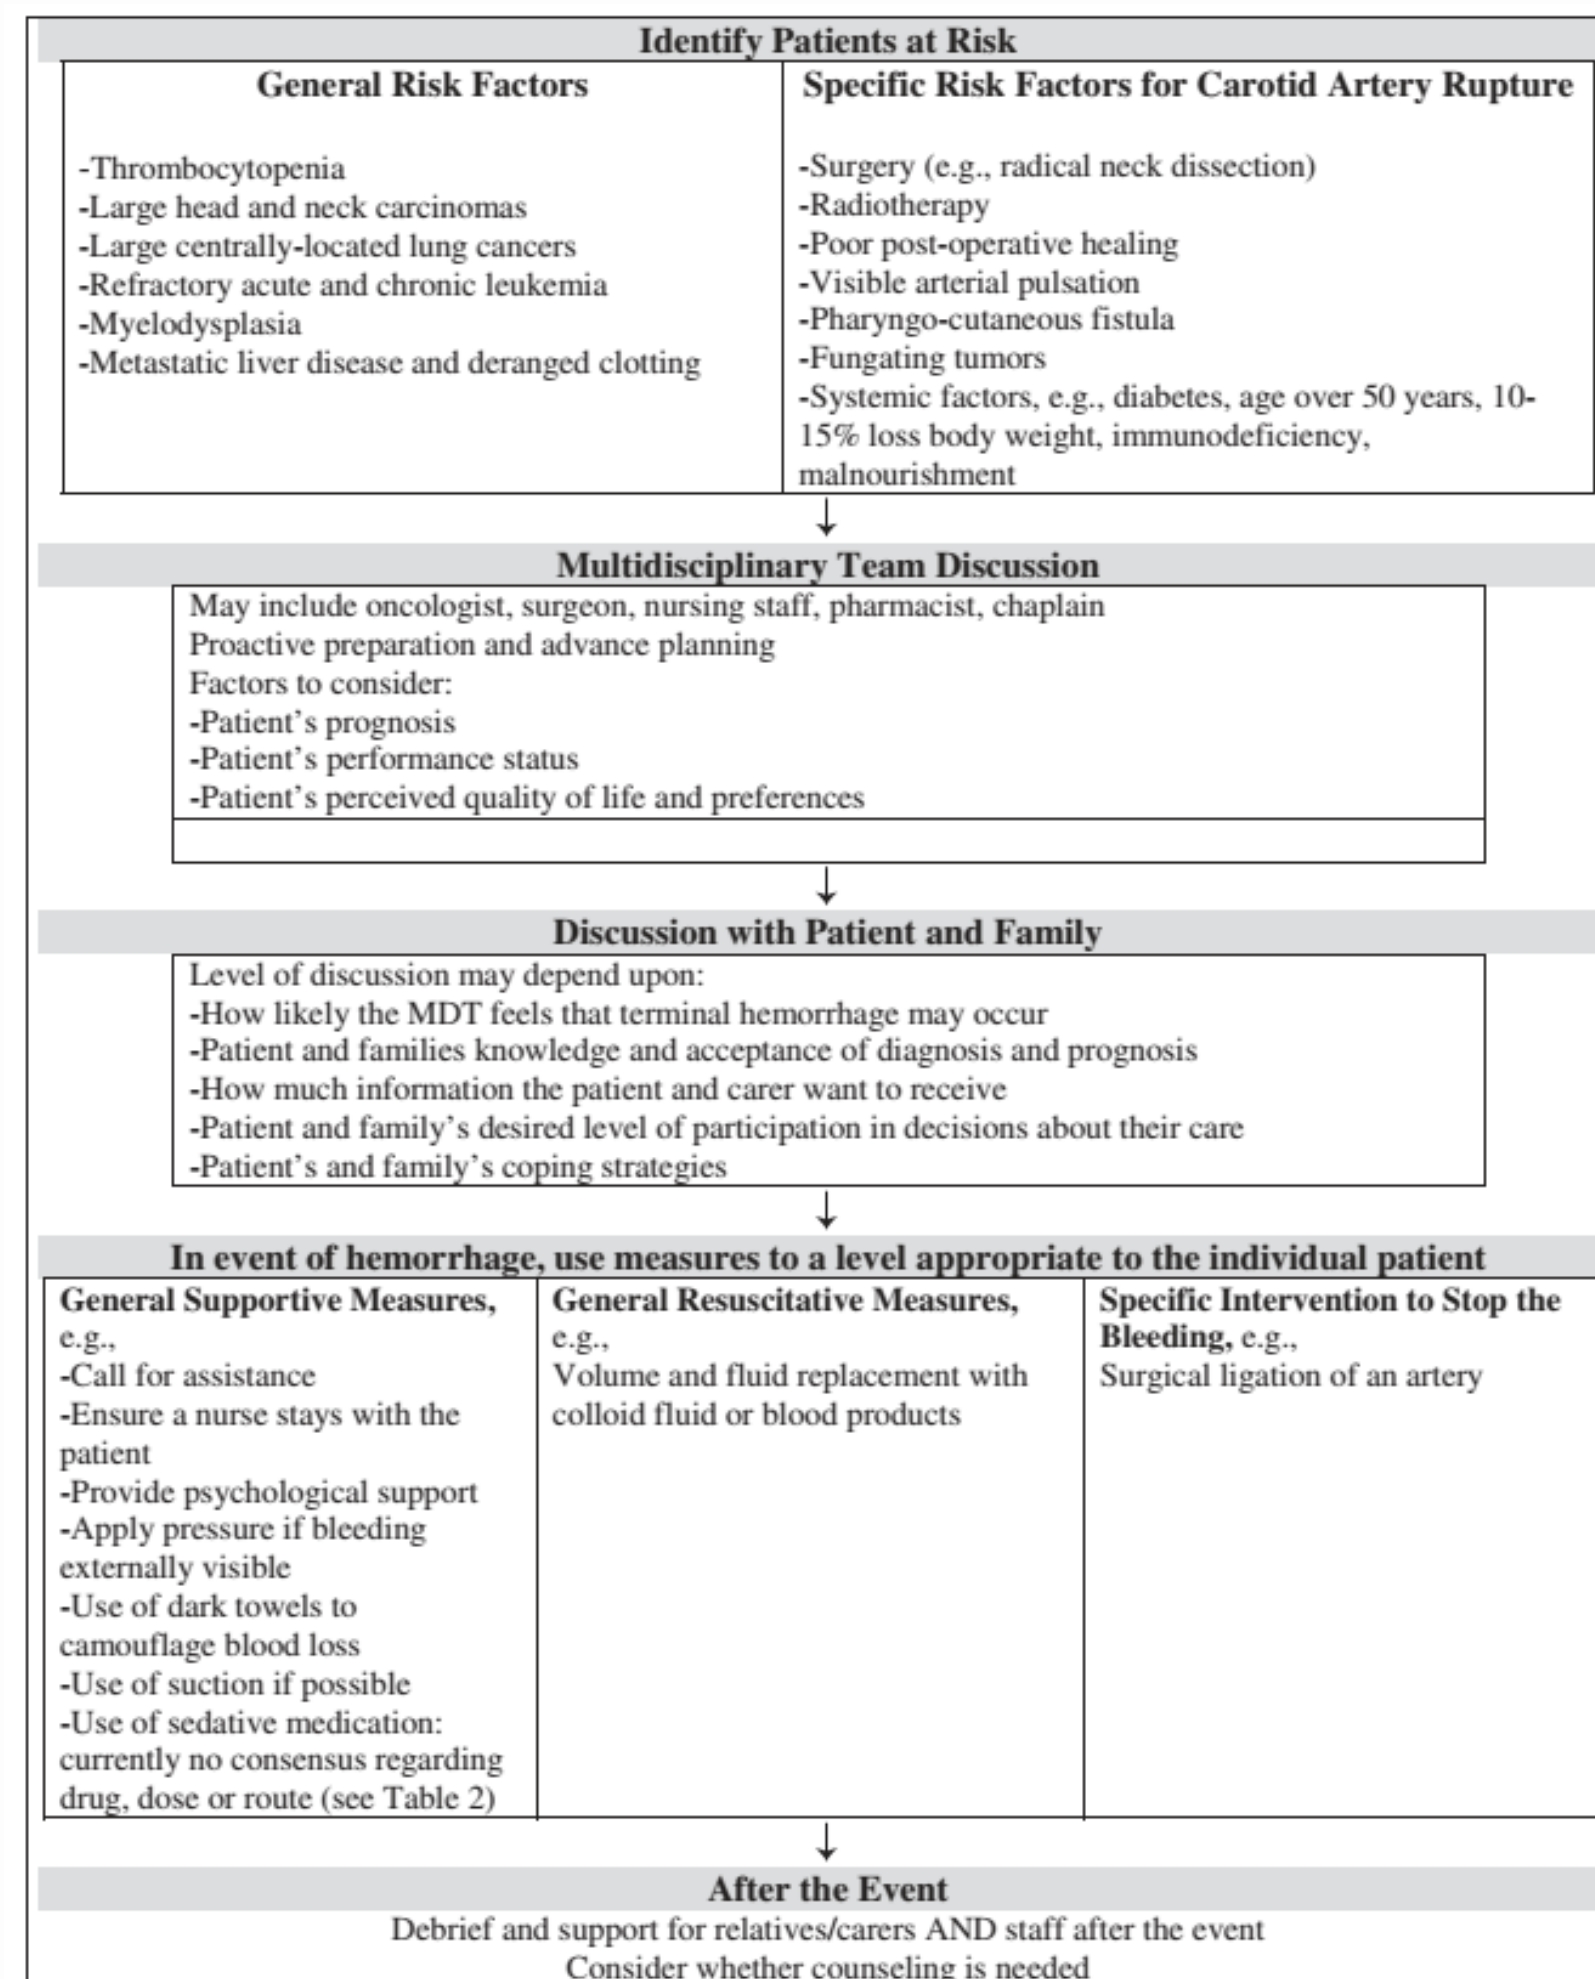 Identify Patients at Risk
General Risk Factors
-Thrombocytopenia
-Large head and neck carcinomas
-Large centrally-located lung cancers
-Refractory acute and chronic leukemia
-Myelodysplasia
-Metastatic liver disease and deranged clotting
Specific Risk Factors for Carotid Artery Rupture
-Surgery (e.g., radical neck dissection)
-Radiotherapy
-Poor post-operative healing
-Visible arterial pulsation
-Pharyngo-cutaneous fistula
-Fungating tumors
-Systemic factors, e.g., diabetes, age over 50 years, 10-
15% loss body weight, immunodeficiency,
malnourishment
↓
Multidisciplinary Team Discussion
May include oncologist, surgeon, nursing staff, pharmacist, chaplain
Proactive preparation and advance planning
Factors to consider:
-Patient's prognosis
-Patient's performance status
-Patient's perceived quality of life and preferences
↓
Discussion with Patient and Family
Level of discussion may depend upon:
-How likely the MDT feels that terminal hemorrhage may occur
-Patient and families knowledge and acceptance of diagnosis and prognosis
-How much information the patient and carer want to receive
-Patient and family's desired level of participation in decisions about their care
-Patient's and family's coping strategies
↓
In event of hemorrhage, use measures to a level appropriate to the individual patient
General Supportive Measures,
e.g.,
-Call for assistance
-Ensure a nurse stays with the
patient
-Provide psychological support
-Apply pressure if bleeding
externally visible
-Use of dark towels to
camouflage blood loss
-Use of suction if possible
-Use of sedative medication:
currently no consensus regarding
drug, dose or route (see Table 2)
General Resuscitative Measures,
e.g.,
Volume and fluid replacement with
colloid fluid or blood products
Specific Intervention to Stop the
Bleeding, e.g.,
Surgical ligation of an artery
↓
After the Event
Debrief and support for relatives/carers AND staff after the event
Consider whether counseling is needed